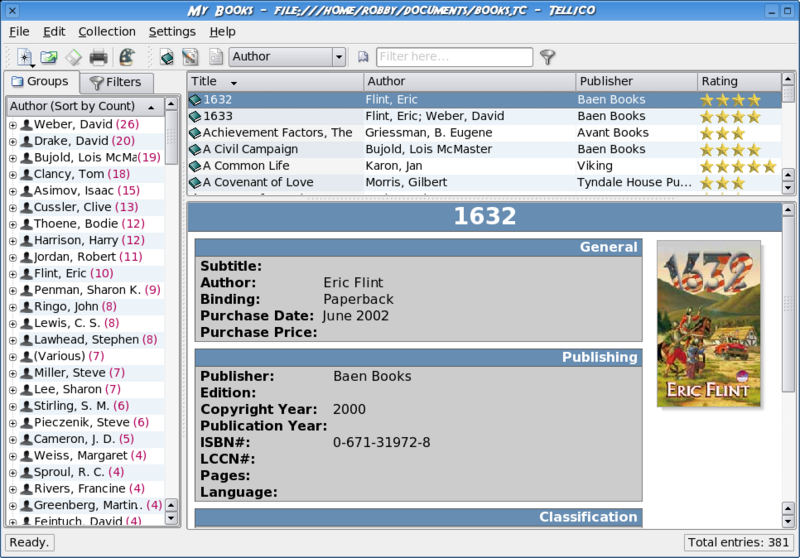 My Books - file:///home/robby/documents/books.tc - Tellico
File Edit Collection Settings Help
Author Filter here...
Groups Filters
Author (Sort by Count)
Weber, David (26)
Drake, David (20)
Bujold, Lois McMa(19)
Clancy, Tom (18)
Asimov, Isaac (15)
Cussler, Clive (13)
Thoene, Bodie (12)
Harrison, Harry (12)
Jordan, Robert (11)
Flint, Eric (10)
Penman, Sharon K. (9)
Ringo, John (8)
Lewis, C. S. (8)
Lawhead, Stephen (8)
(Various) (7)
Miller, Steve (7)
Lee, Sharon (7)
Stirling, S. M. (6)
Pieczenik, Steve (6)
Cameron, J. D. (5)
Weiss, Margaret (4)
Sproul, R. C. (4)
Rivers, Francine (4)
Greenberg, Martin.. (4)
Feintuch, David (4)
Title Author Publisher Rating
1632 Flint, Eric Baen Books
1633 Flint, Eric; Weber, David Baen Books
Achievement Factors, The Griessman, B. Eugene Avant Books
A Civil Campaign Bujold, Lois McMaster Baen Books
A Common Life Karon, Jan Viking
A Covenant of Love Morris, Gilbert Tyndale House Pu...
1632
General
Subtitle:
Author: Eric Flint
Binding: Paperback
Purchase Date: June 2002
Purchase Price:
Publishing
Publisher: Baen Books
Edition:
Copyright Year: 2000
Publication Year:
ISBN#: 0-671-31972-8
LCCN#:
Pages:
Language:
Classification
1632
ERIC FLINT
Ready. Total entries: 381